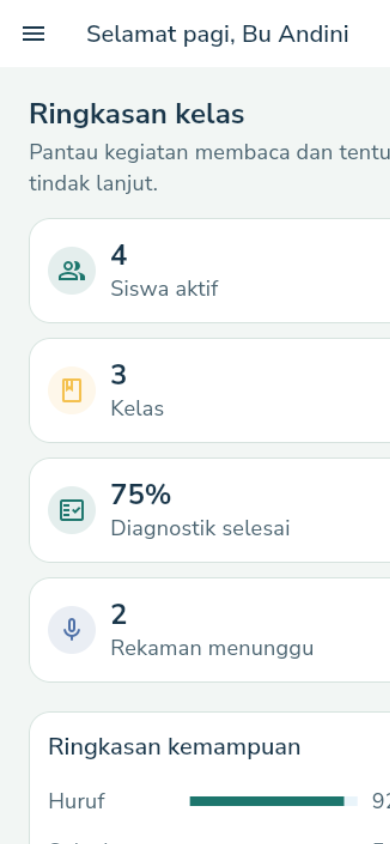 Selamat pagi, Bu Andini
Ringkasan kelas
Pantau kegiatan membaca dan tentu
tindak lanjut.
4
Siswa aktif
3
Kelas
75%
Diagnostik selesai
2
Rekaman menunggu
Ringkasan kemampuan
Huruf 92